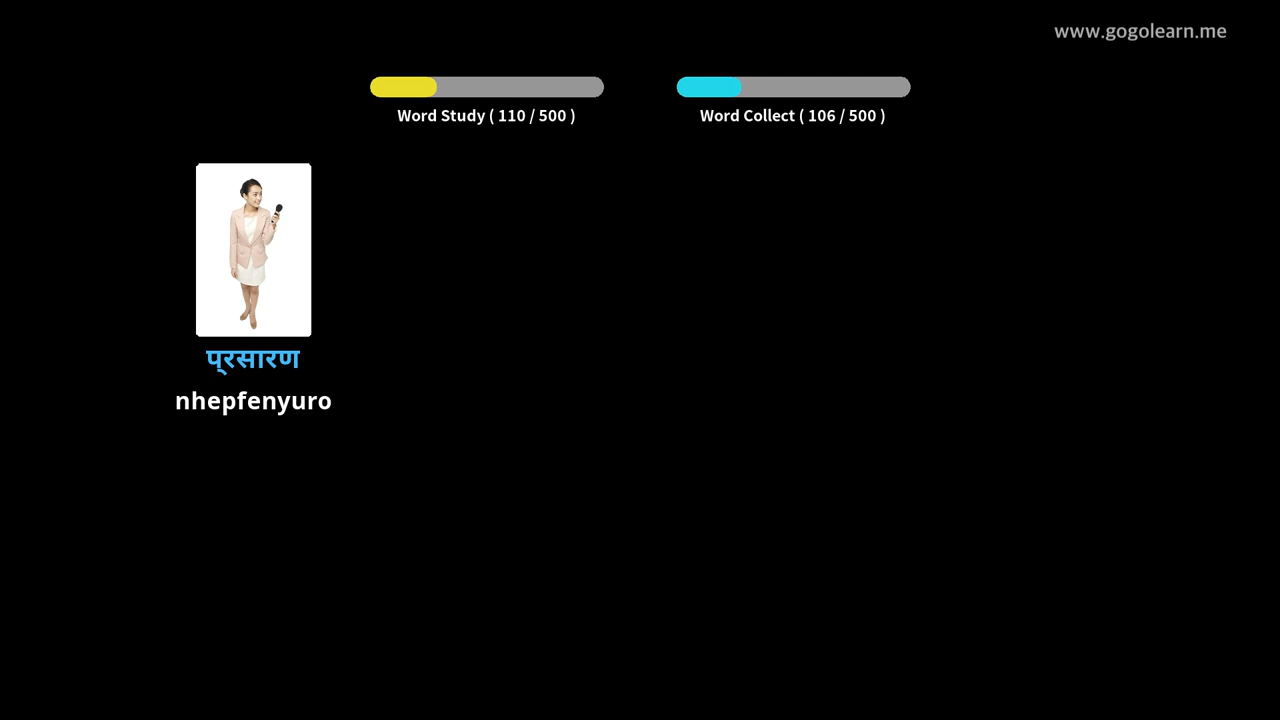 www.gogolearn.me
Word Study ( 110 / 500 )
Word Collect ( 106 / 500 )
प्रसारण
nhepfenyuro